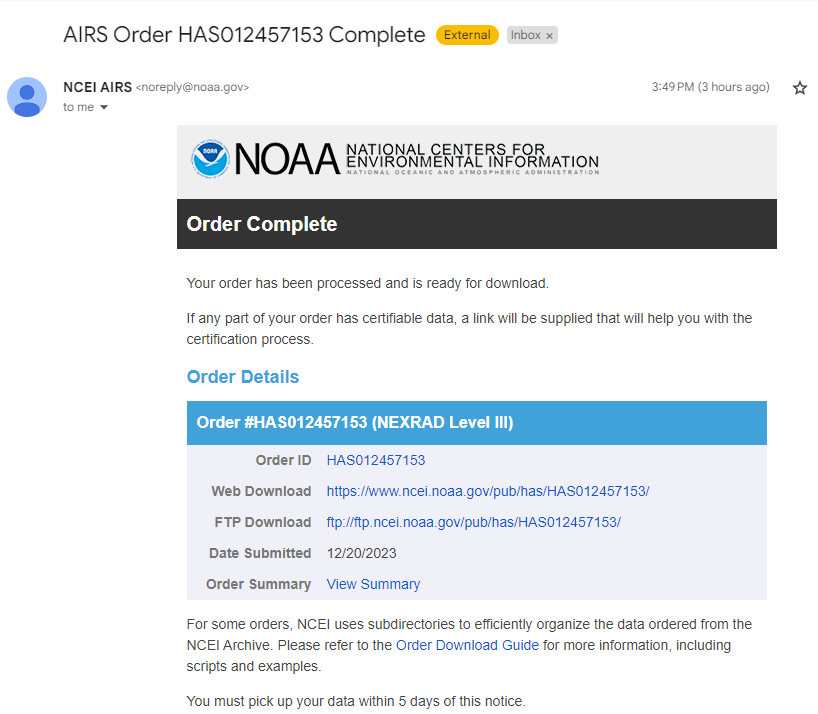 AIRS Order HAS012457153 Complete External Inbox ×
NCEI AIRS <noreply@noaa.gov> 3:49 PM (3 hours ago)
to me
NOAA NATIONAL CENTERS FOR
ENVIRONMENTAL INFORMATION
NATIONAL OCEANIC AND ATMOSPHERIC ADMINISTRATION
Order Complete
Your order has been processed and is ready for download.
If any part of your order has certifiable data, a link will be supplied that will help you with the
certification process.
Order Details
Order #HAS012457153 (NEXRAD Level III)
Order ID HAS012457153
Web Download https://www.ncei.noaa.gov/pub/has/HAS012457153/
FTP Download ftp://ftp.ncei.noaa.gov/pub/has/HAS012457153/
Date Submitted 12/20/2023
Order Summary View Summary
For some orders, NCEI uses subdirectories to efficiently organize the data ordered from the
NCEI Archive. Please refer to the Order Download Guide for more information, including
scripts and examples.
You must pick up your data within 5 days of this notice.